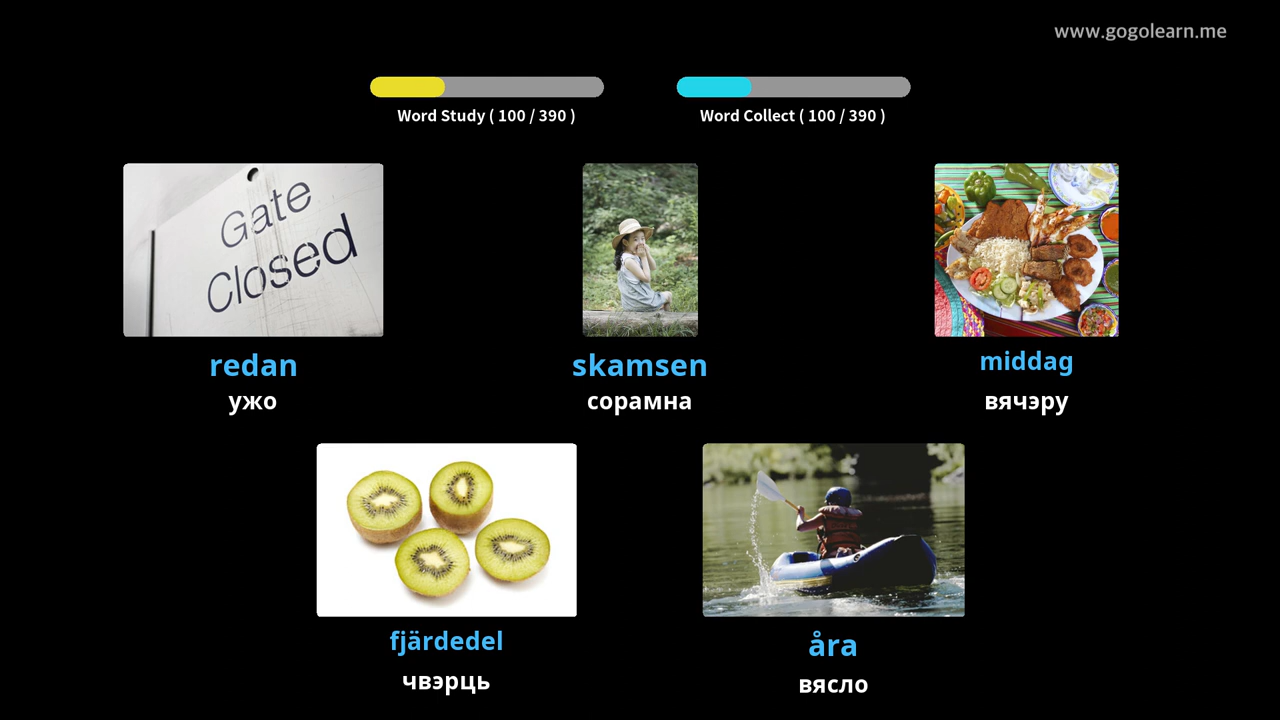 www.gogolearn.me
Word Study ( 100 / 390 )
Word Collect ( 100 / 390 )
Gate
Closed
redan
ужо
skamsen
сорамна
middag
вячэру
fjärdedel
чвэрць
åra
вясло